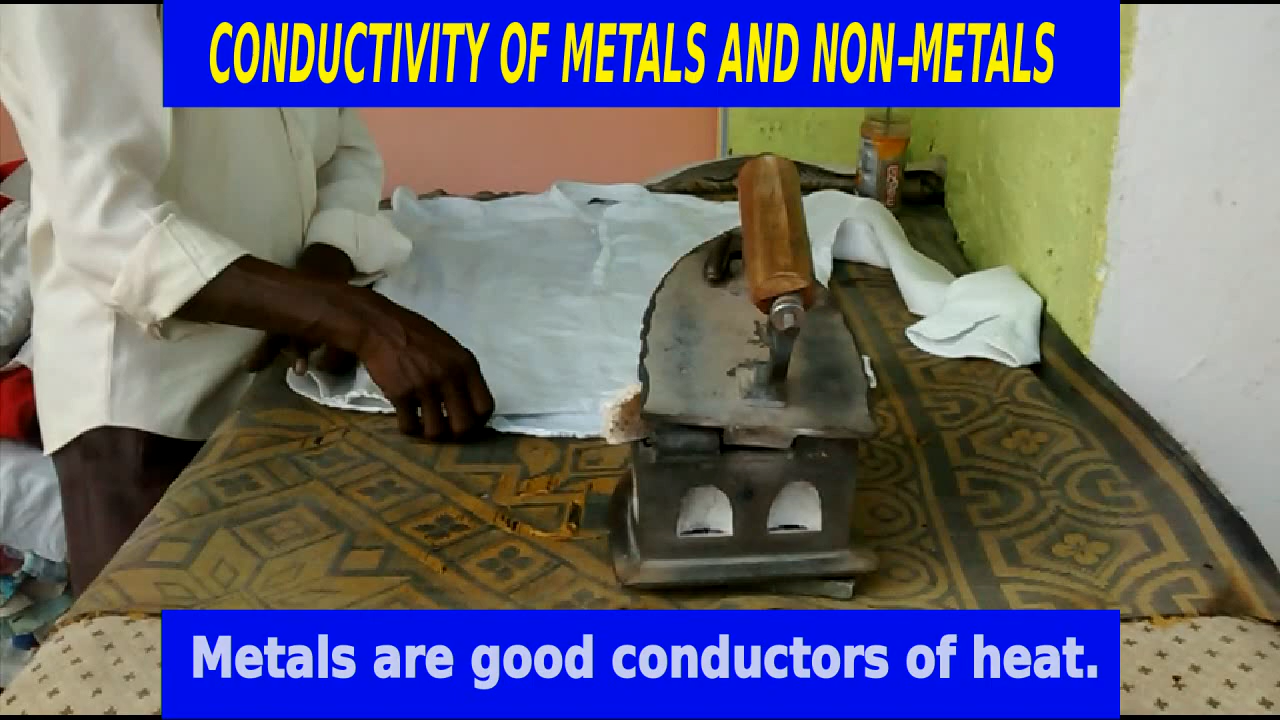 CONDUCTIVITY OF METALS AND NON-METALS
Metals are good conductors of heat.